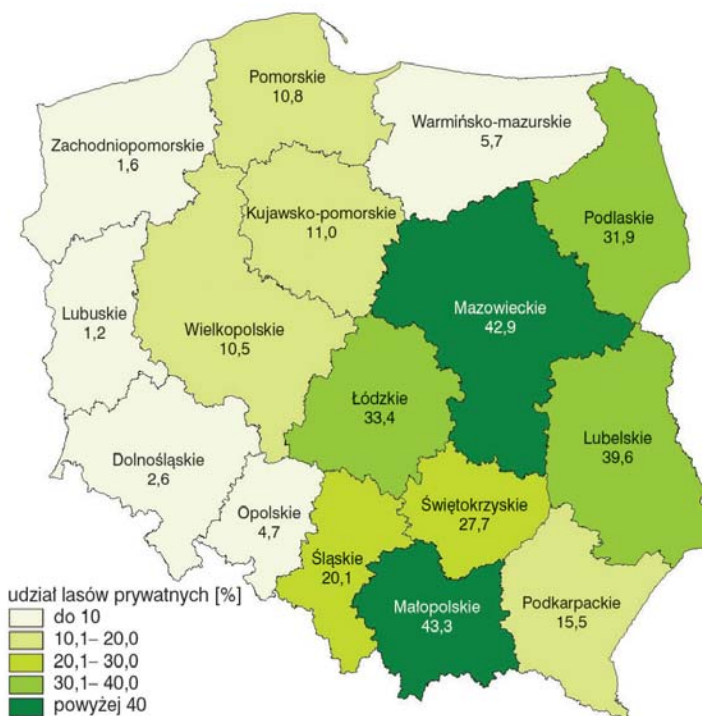 Pomorskie
10,8
Warmińsko-mazurskie
5,7
Zachodniopomorskie
1,6
Kujawsko-pomorskie
11,0
Podlaskie
31,9
Mazowieckie
42,9
Lubuskie
1,2
Wielkopolskie
10,5
Łódzkie
33,4
Lubelskie
39,6
Dolnośląskie
2,6
Opolskie
4,7
Świętokrzyskie
27,7
Śląskie
20,1
Małopolskie
43,3
Podkarpackie
15,5
udział lasów prywatnych [%]
do 10
10,1– 20,0
20,1– 30,0
30,1– 40,0
powyżej 40